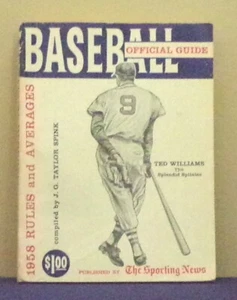 BASEBALL
OFFICIAL GUIDE
1958 RULES and AVERAGES
compiled by J. G. TAYLOR SPINK
9
TED WILLIAMS
The
Splendid Splinter
$1.00
PUBLISHED BY The Sporting News